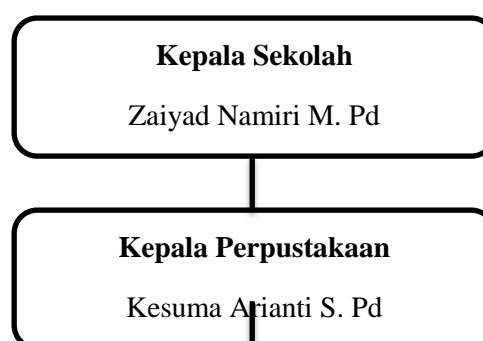 Kepala Sekolah
Zaiyad Namiri M. Pd
Kepala Perpustakaan
Kesuma Arianti S. Pd